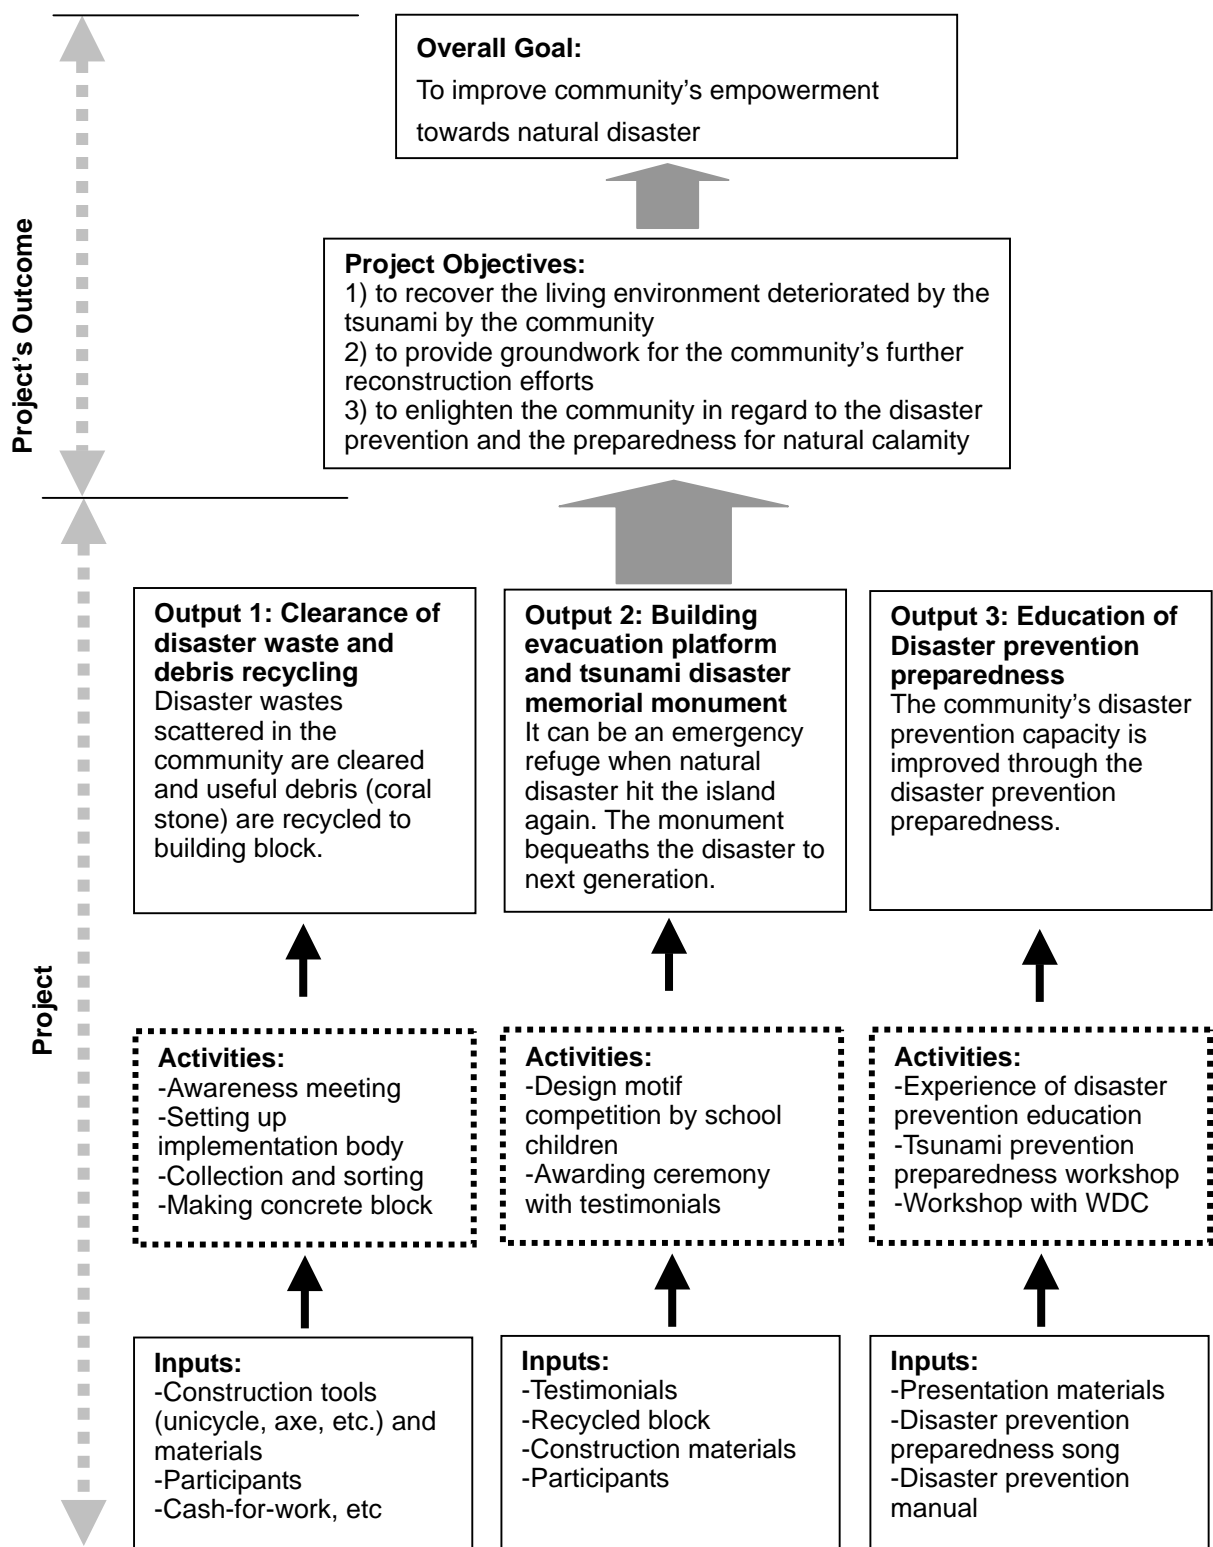 Overall Goal:
To improve community’s empowerment
towards natural disaster
Project’s Outcome
Project Objectives:
1) to recover the living environment deteriorated by the
tsunami by the community
2) to provide groundwork for the community’s further
reconstruction efforts
3) to enlighten the community in regard to the disaster
prevention and the preparedness for natural calamity
Project
Output 1: Clearance of
disaster waste and
debris recycling
Disaster wastes
scattered in the
community are cleared
and useful debris (coral
stone) are recycled to
building block.
Output 2: Building
evacuation platform
and tsunami disaster
memorial monument
It can be an emergency
refuge when natural
disaster hit the island
again. The monument
bequeaths the disaster to
next generation.
Output 3: Education of
Disaster prevention
preparedness
The community’s disaster
prevention capacity is
improved through the
disaster prevention
preparedness.
Activities:
-Awareness meeting
-Setting up
implementation body
-Collection and sorting
-Making concrete block
Activities:
-Design motif
competition by school
children
-Awarding ceremony
with testimonials
Activities:
-Experience of disaster
prevention education
-Tsunami prevention
preparedness workshop
-Workshop with WDC
Inputs:
-Construction tools
(unicycle, axe, etc.) and
materials
-Participants
-Cash-for-work, etc
Inputs:
-Testimonials
-Recycled block
-Construction materials
-Participants
Inputs:
-Presentation materials
-Disaster prevention
preparedness song
-Disaster prevention
manual